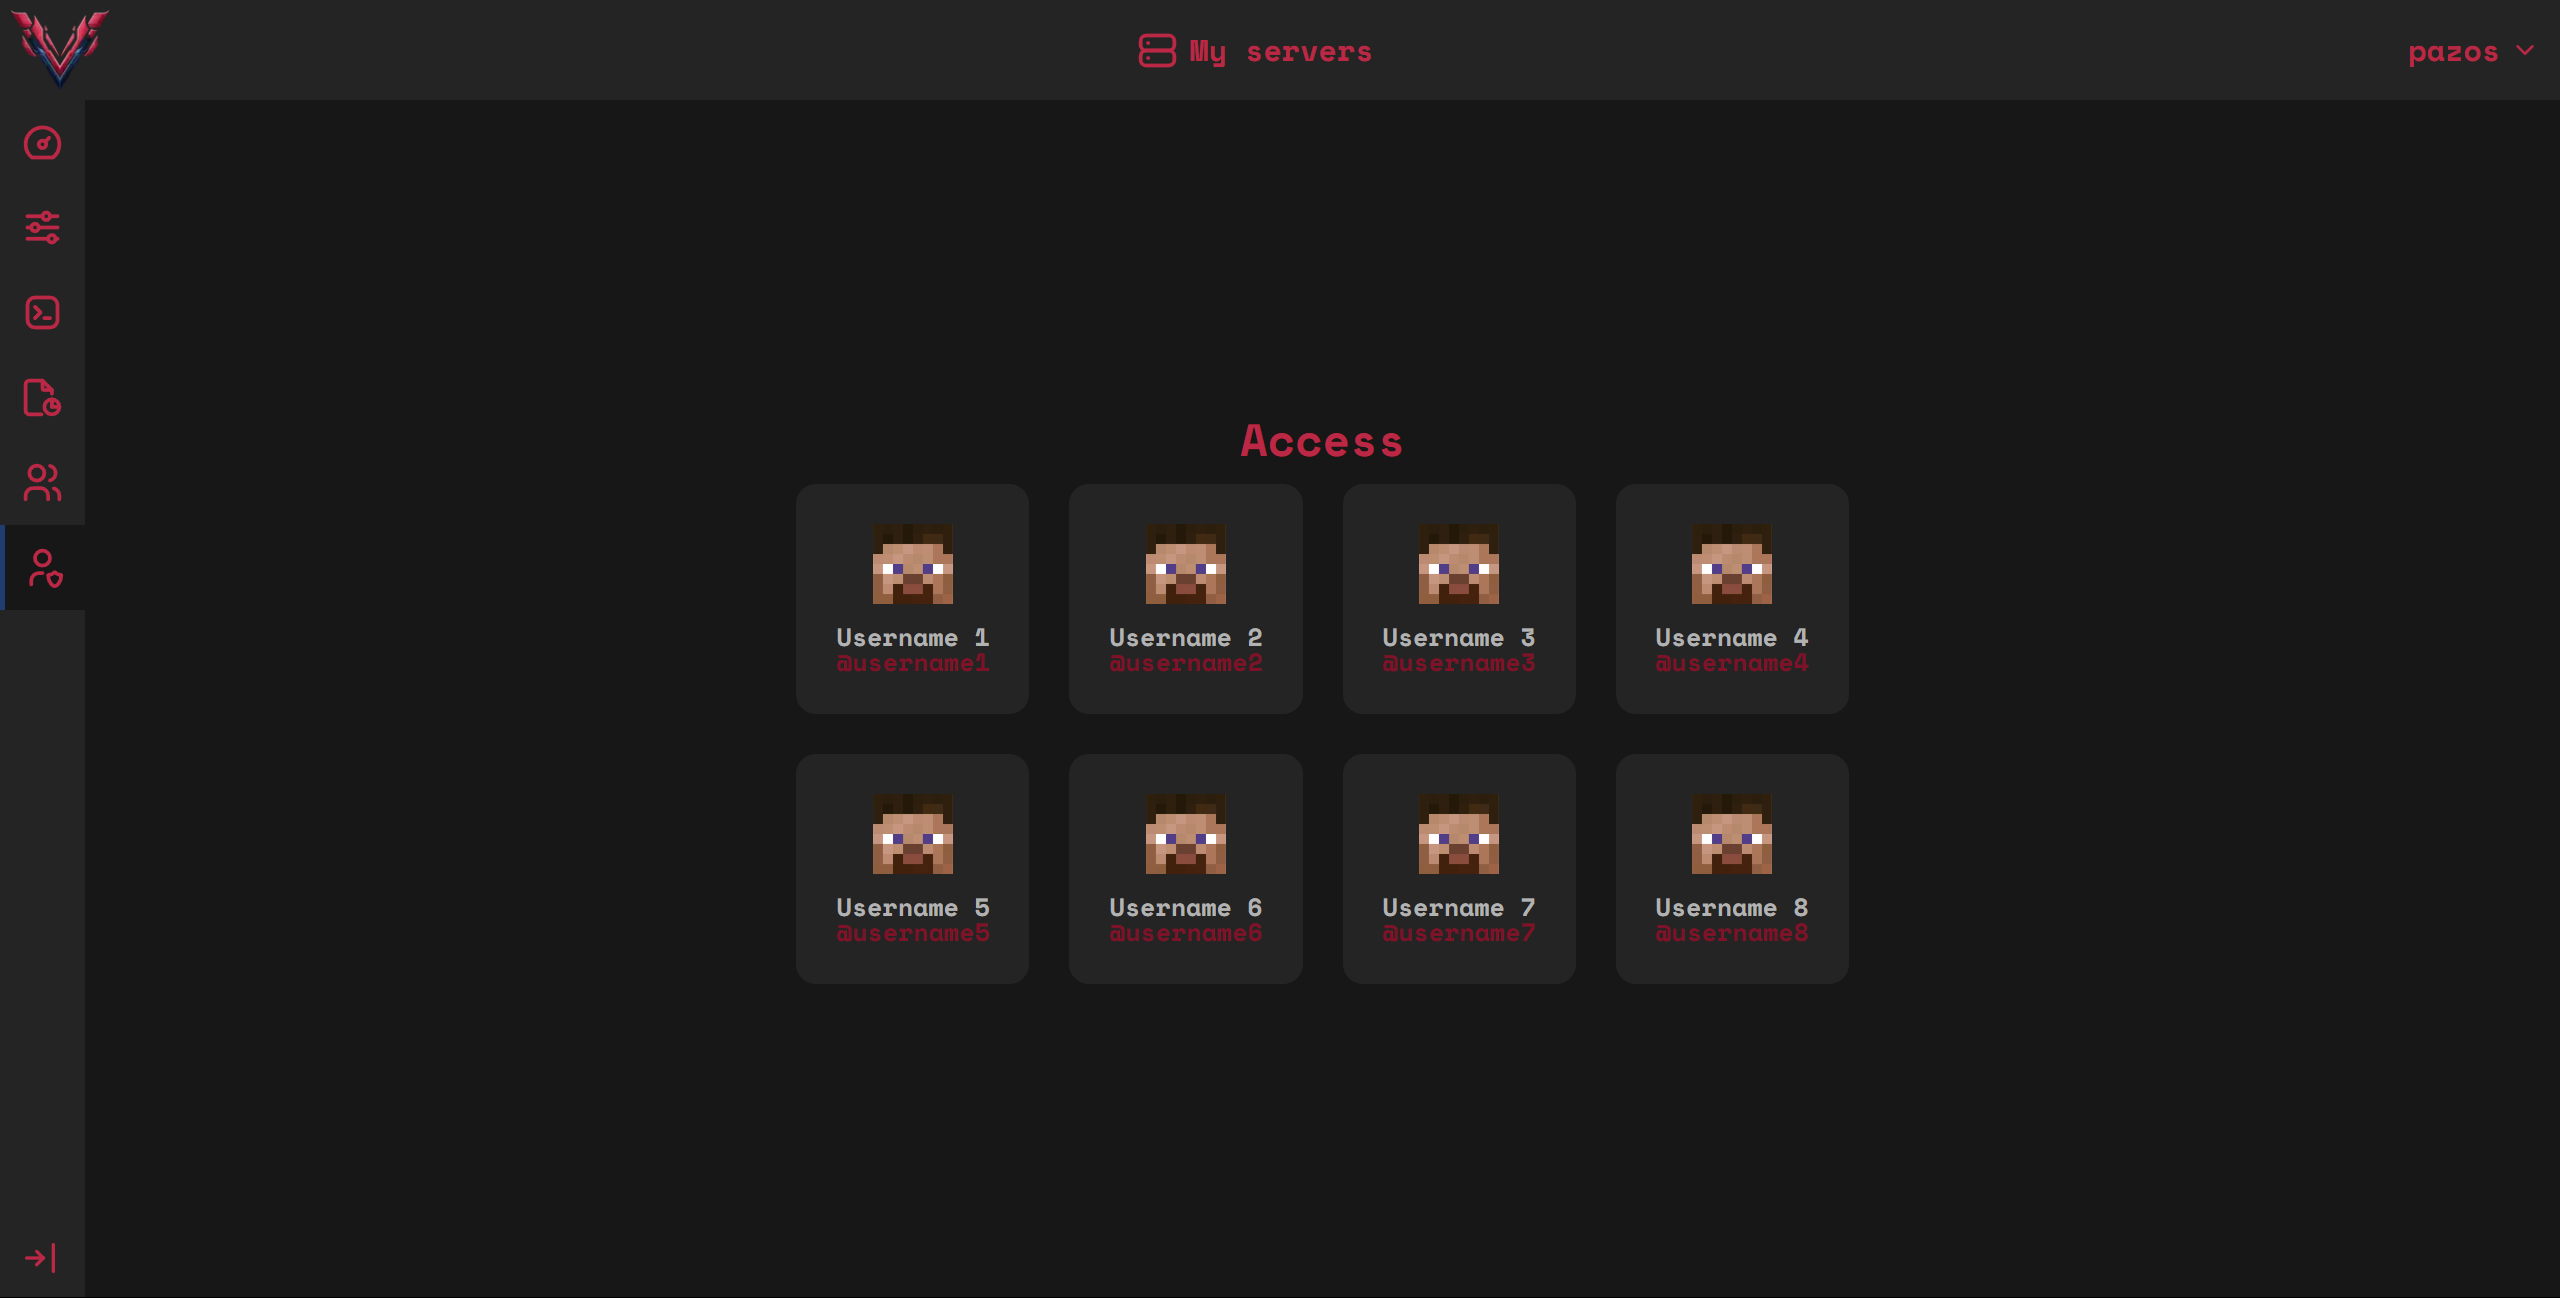 My servers
pazos
Access
Username 1
@username1
Username 2
@username2
Username 3
@username3
Username 4
@username4
Username 5
@username5
Username 6
@username6
Username 7
@username7
Username 8
@username8